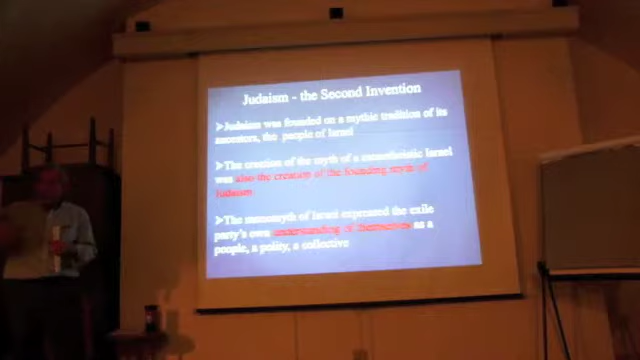 Judaism - the Second Invention
➢Judaism was founded on a mythic tradition of its
ancestors, the people of Israel
➢The creation of the myth of a monotheistic Israel
was also the creation of the founding myth of
Judaism
➢The monomyth of Israel expressed the exile
party's own understanding of themselves as a
people, a polity, a collective